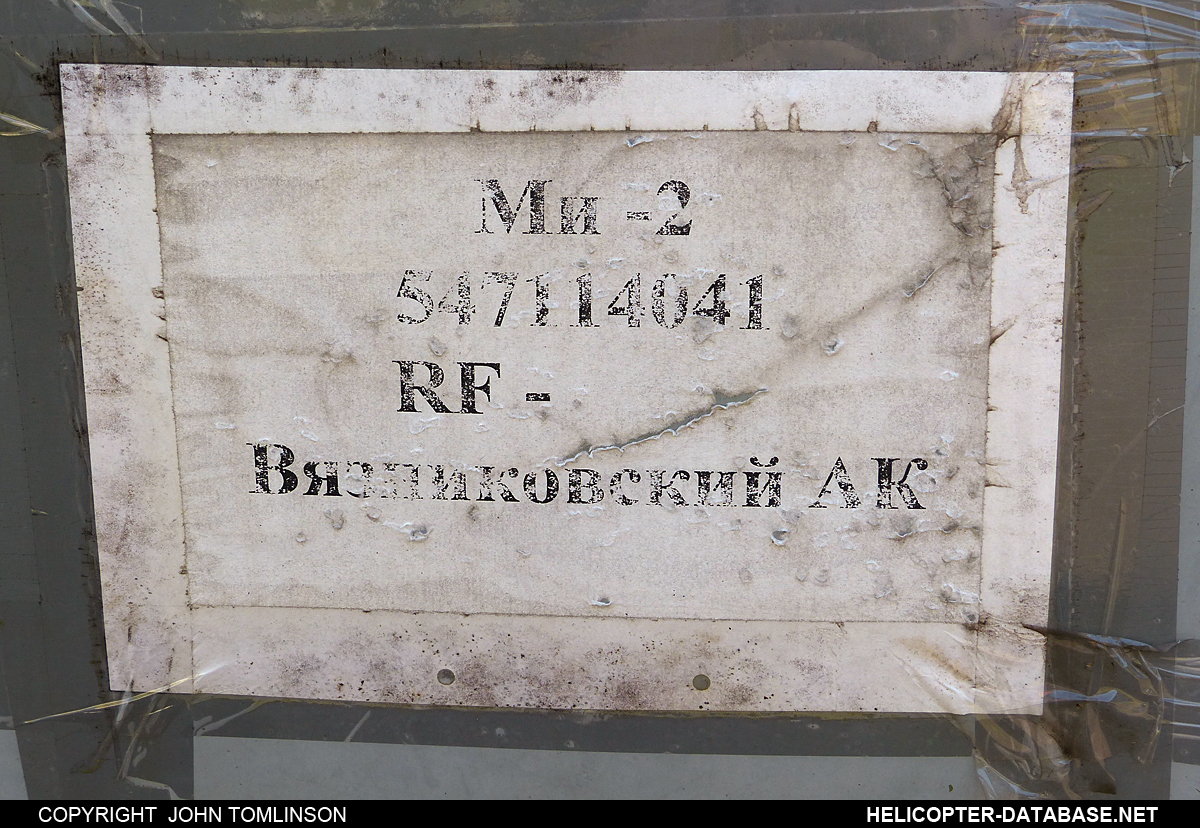 Ми -2
547114041
RF -
Вязниковский АК
COPYRIGHT JOHN TOMLINSON
HELICOPTER-DATABASE.NET